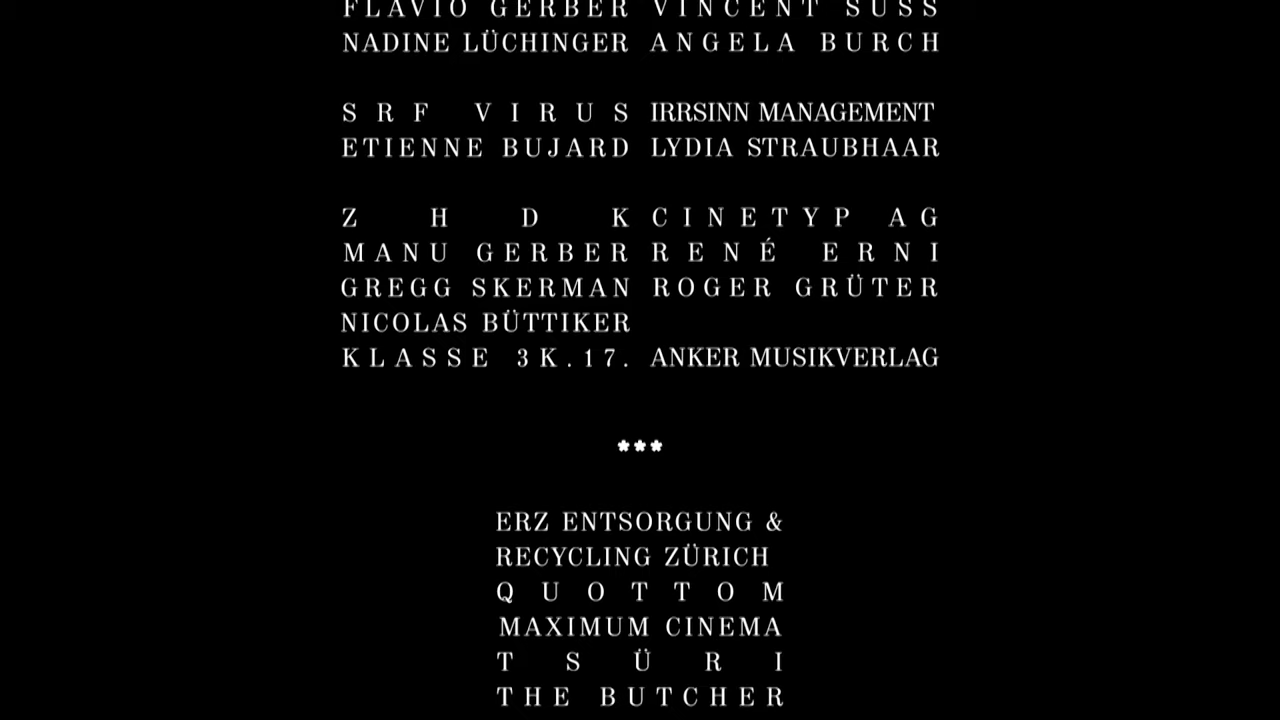 FLAVIO GERBER VINCENT SUSS
NADINE LÜCHINGER ANGELA BURCH
SRF VIRUS IRRSINN MANAGEMENT
ETIENNE BUJARD LYDIA STRAUBHAAR
ZHDK CINETYP AG
MANU GERBER RENÉ ERNI
GREGG SKERMAN ROGER GRÜTER
NICOLAS BÜTTIKER
KLASSE 3K.17. ANKER MUSIKVERLAG
***
ERZ ENTSORGUNG &
RECYCLING ZÜRICH
QUOTTOM
MAXIMUM CINEMA
TSÜRI
THE BUTCHER